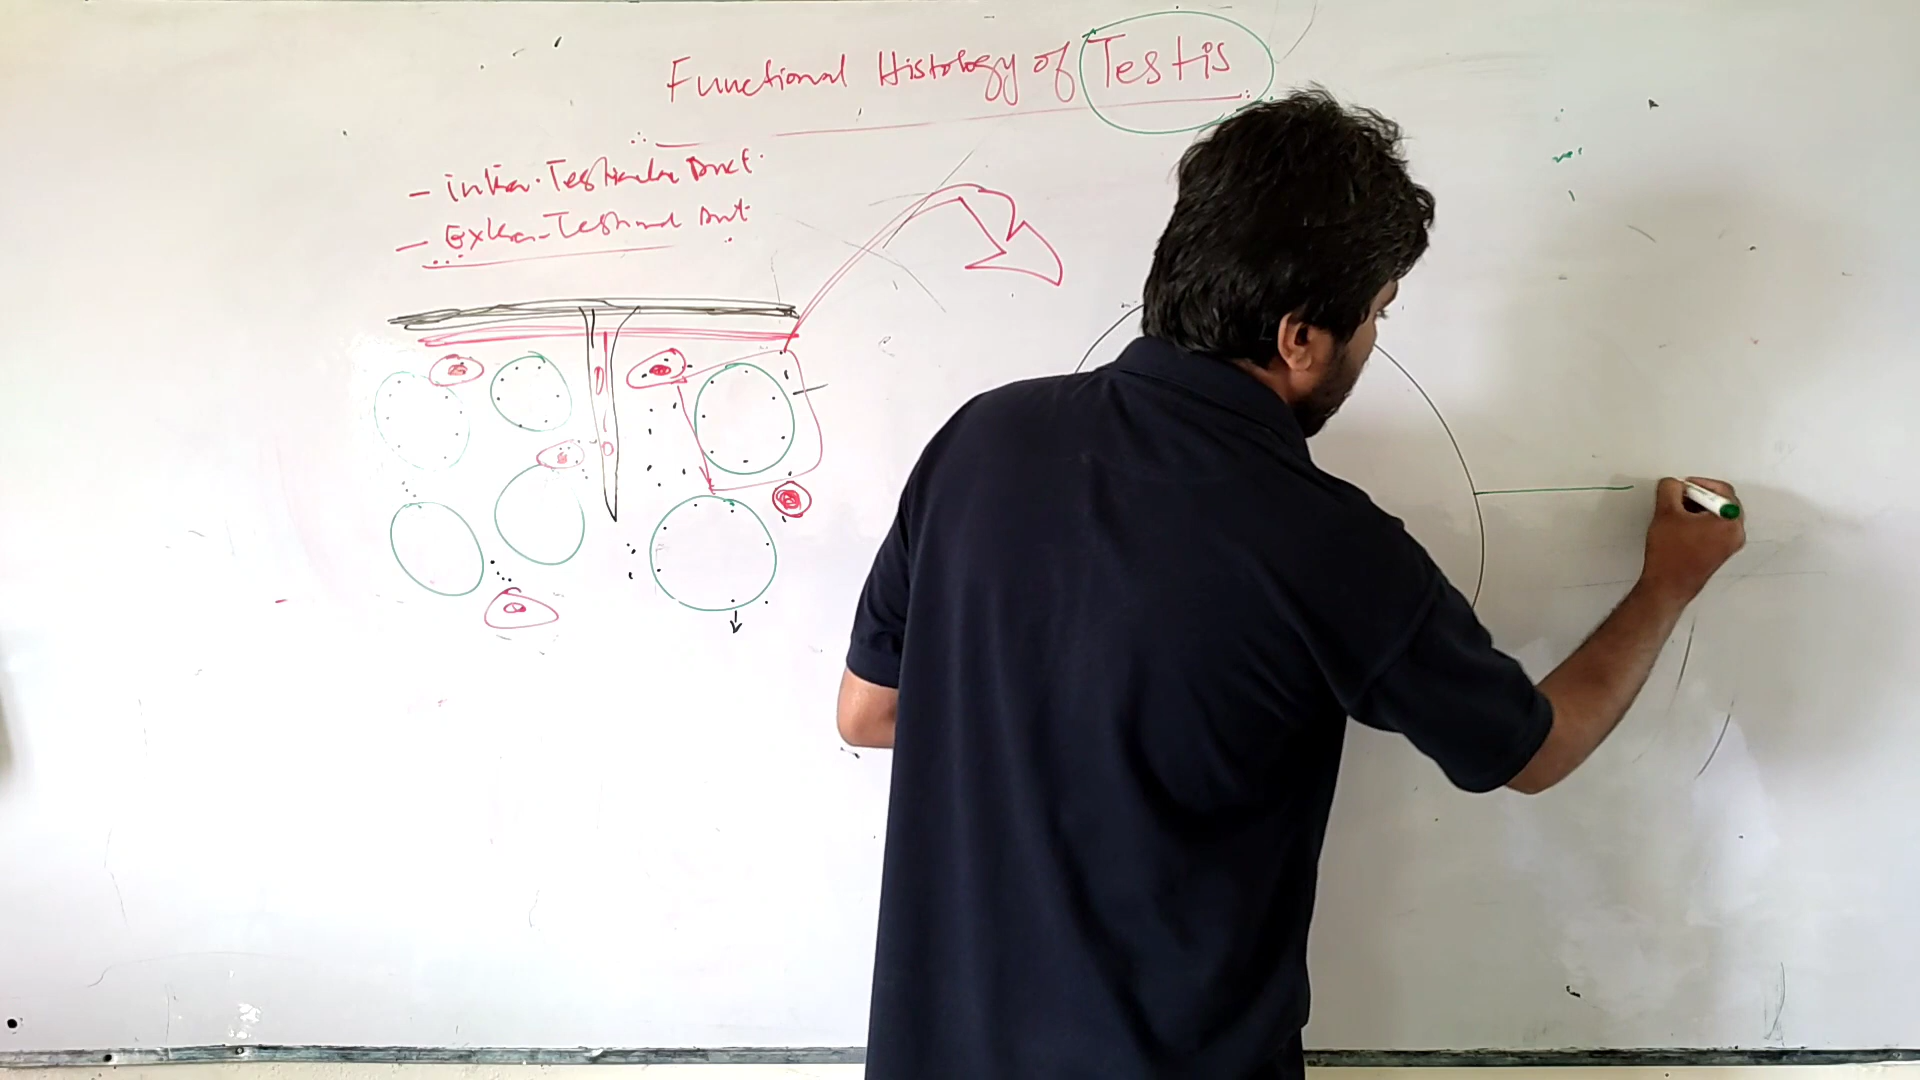 Functional Histology of Testis
- intra-Testicular Duct.
- Extra-Testicular Duct